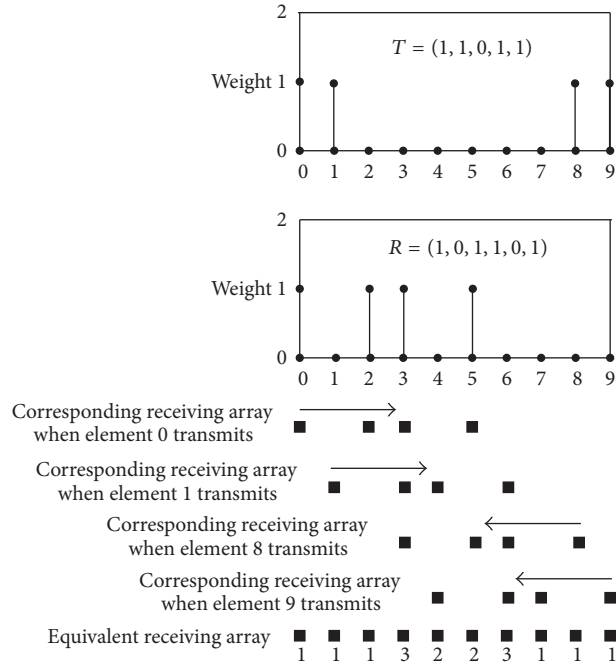 2
T = (1, 1, 0, 1, 1)
Weight 1
0
0 1 2 3 4 5 6 7 8 9
2
R = (1, 0, 1, 1, 0, 1)
Weight 1
0
0 1 2 3 4 5 6 7 8 9
Corresponding receiving array
when element 0 transmits
Corresponding receiving array
when element 1 transmits
Corresponding receiving array
when element 8 transmits
Corresponding receiving array
when element 9 transmits
Equivalent receiving array
1 1 1 3 2 2 3 1 1 1